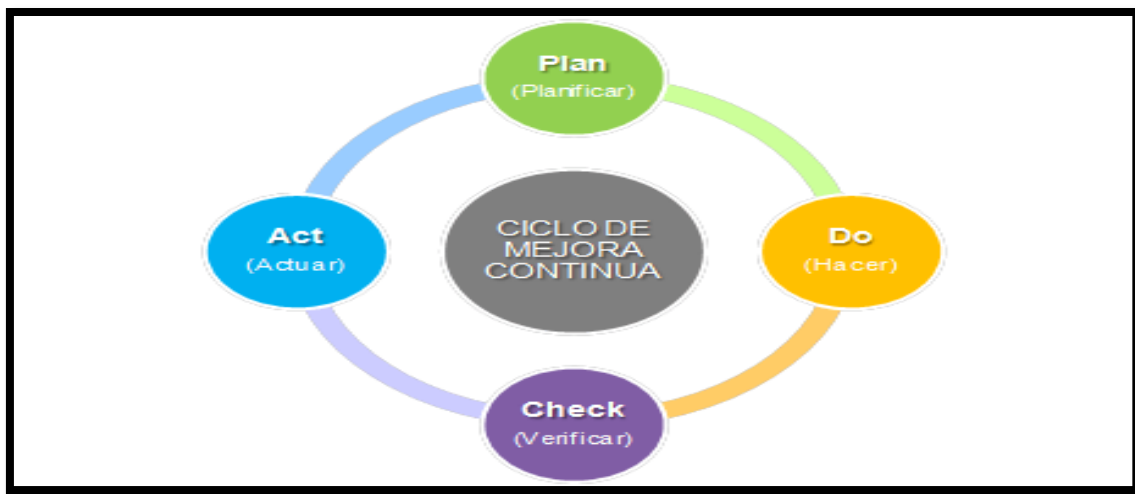 Plan
(Planificar)
Act
(Actuar)
CICLO DE
MEJORA
CONTINUA
Do
(Hacer)
Check
(Verificar)